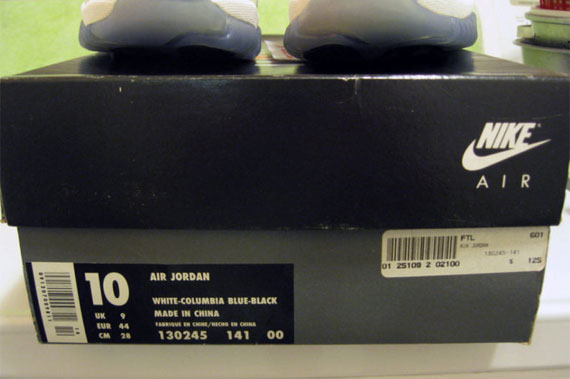 NIKE
AIR
FTL 601
AIR JORDAN
130245-141
01 25109 2 02100 S 125
10 AIR JORDAN
WHITE-COLUMBIA BLUE-BLACK
UK 9 MADE IN CHINA
EUR 44 FABRIQUE EN CHINE/HECHO EN CHINA
CM 28 130245 141 00